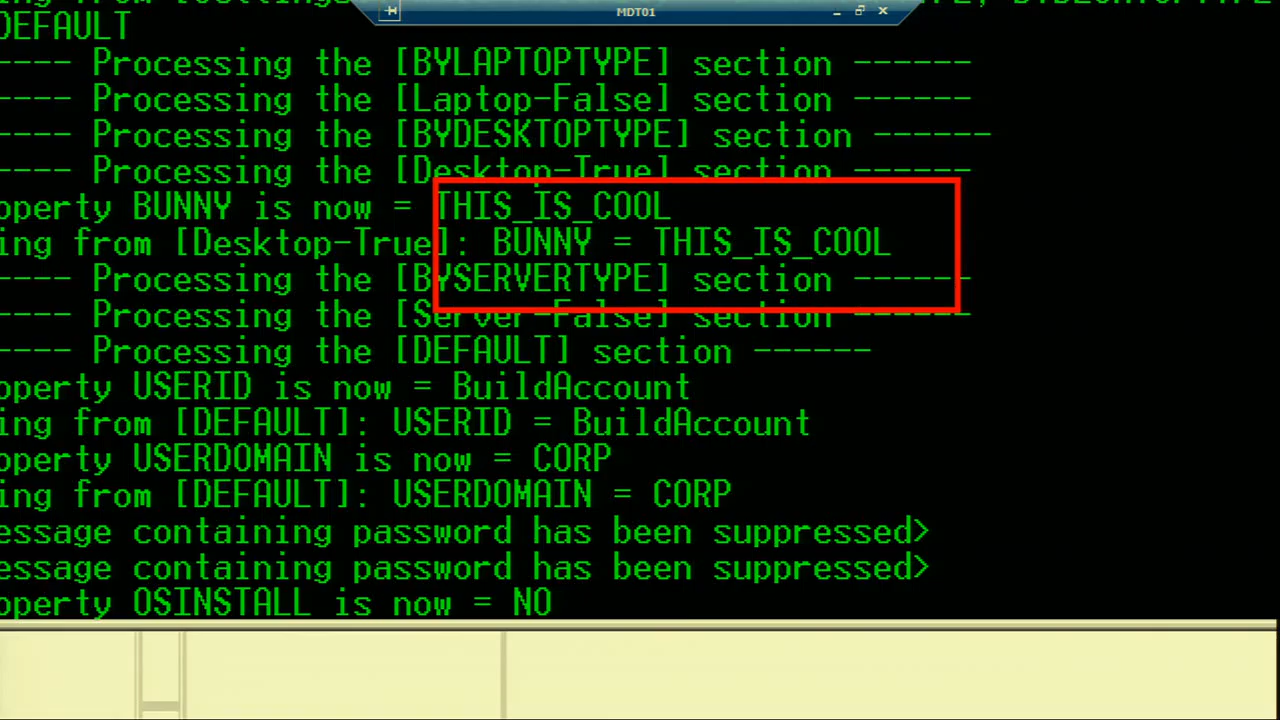 MDT01
DEFAULT
---- Processing the [BYLAPTOPTYPE] section ------
---- Processing the [Laptop-False] section ------
---- Processing the [BYDESKTOPTYPE] section ------
---- Processing the [Desktop-True] section ------
operty BUNNY is now = THIS_IS_COOL
ing from [Desktop-True]: BUNNY = THIS_IS_COOL
---- Processing the [BYSERVERTYPE] section ------
---- Processing the [Server-False] section ------
---- Processing the [DEFAULT] section ------
operty USERID is now = BuildAccount
ing from [DEFAULT]: USERID = BuildAccount
operty USERDOMAIN is now = CORP
ing from [DEFAULT]: USERDOMAIN = CORP
essage containing password has been suppressed>
essage containing password has been suppressed>
operty OSINSTALL is now = NO